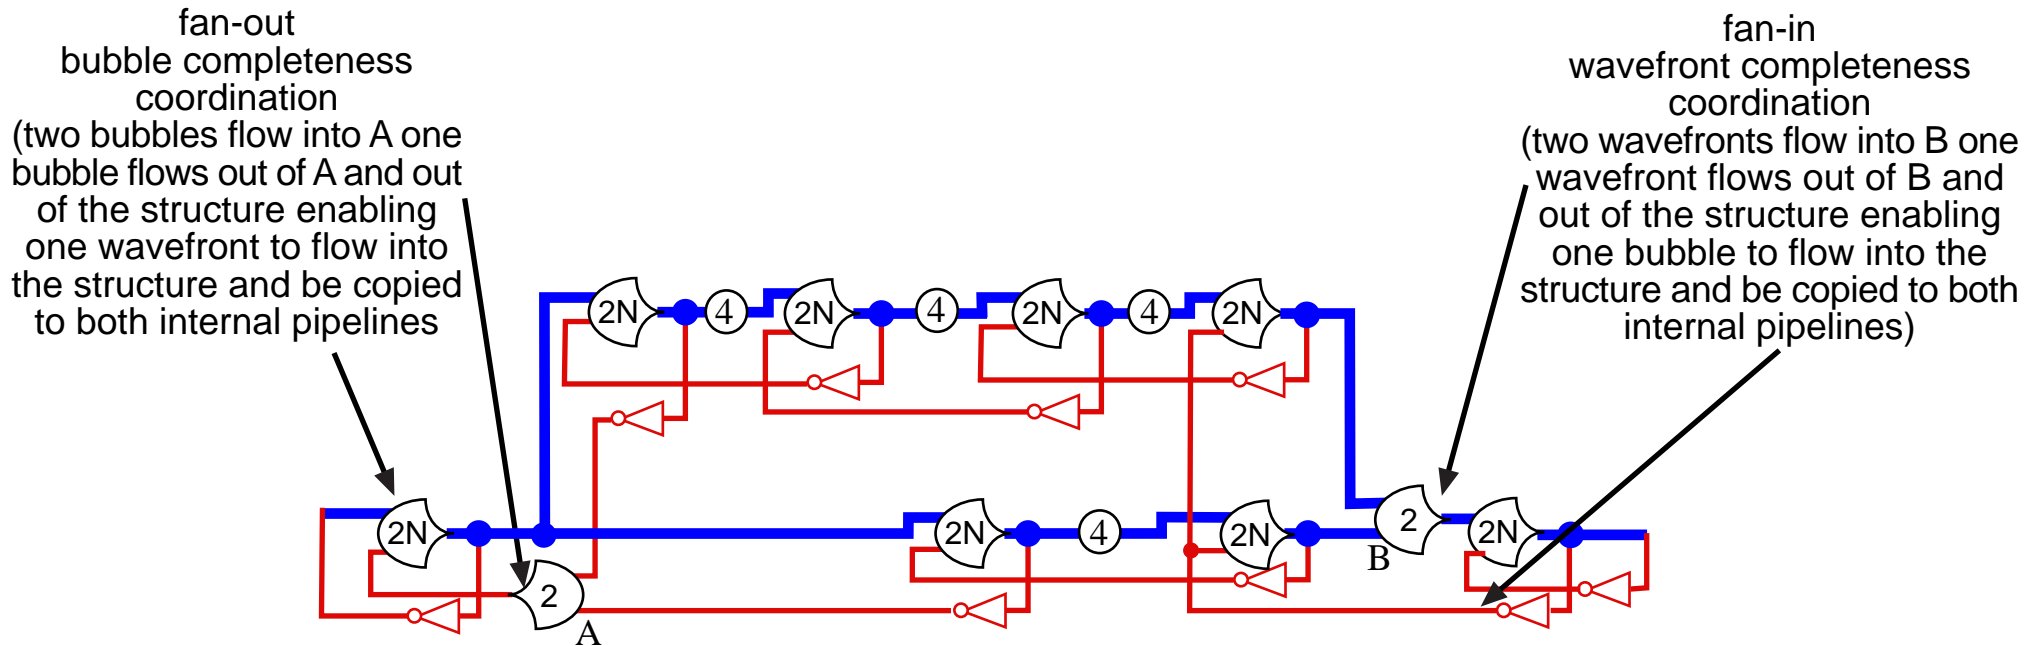 fan-out
bubble completeness
coordination
(two bubbles flow into A one
bubble flows out of A and out
of the structure enabling
one wavefront to flow into
the structure and be copied
to both internal pipelines
fan-in
wavefront completeness
coordination
(two wavefronts flow into B one
wavefront flows out of B and
out of the structure enabling
one bubble to flow into the
structure and be copied to both
internal pipelines)
2N 4 2N 4 2N 4 2N
2N 2N 4 2N 2 2N
B
2
A